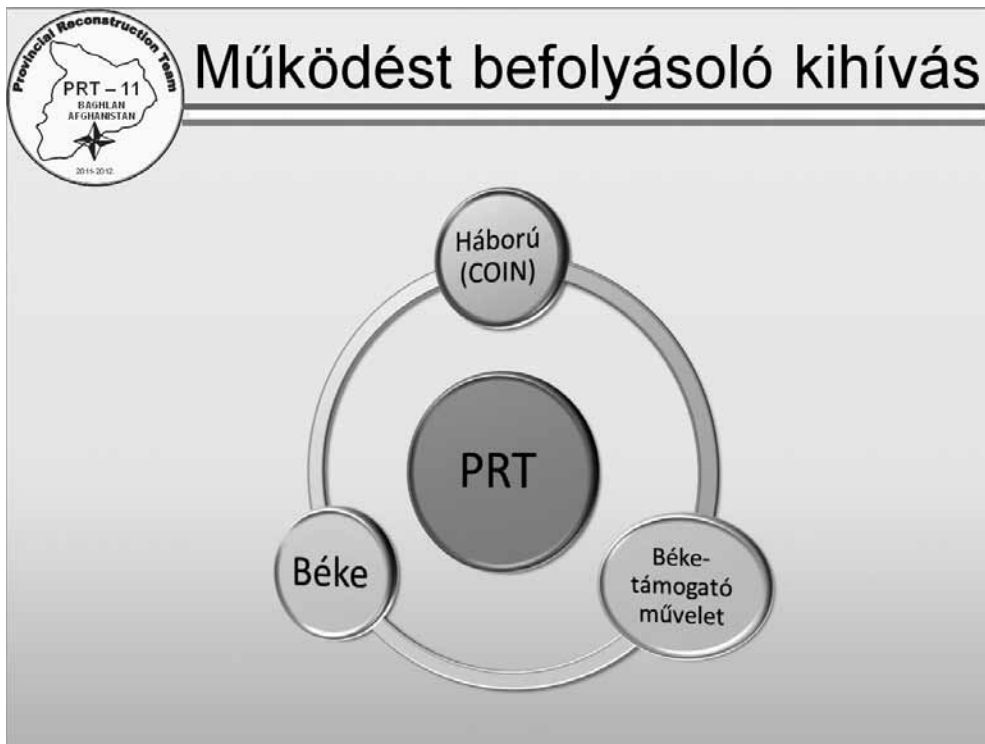 Provincial Reconstruction Team
PRT – 11
BAGHLAN
AFGHANISTAN
2011-2012
Működést befolyásoló kihívás
Háború
(COIN)
PRT
Béke
Béke-
támogató
művelet